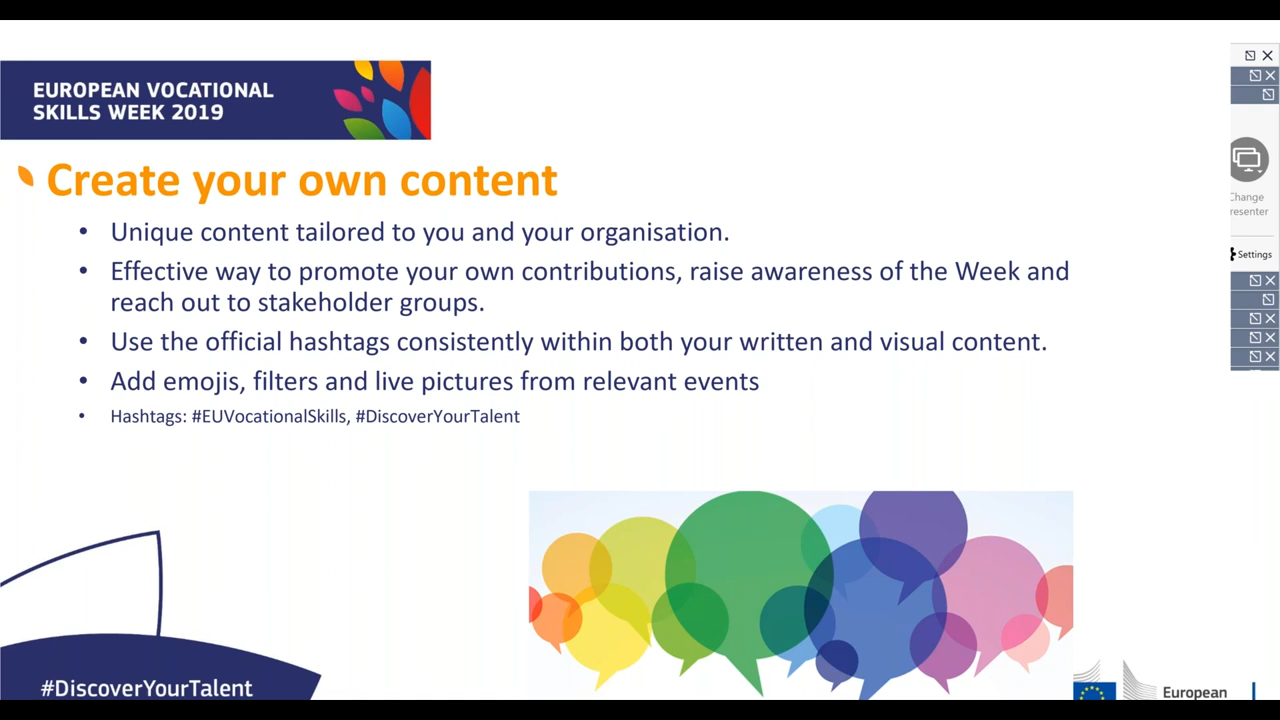 EUROPEAN VOCATIONAL
SKILLS WEEK 2019
Create your own content
• Unique content tailored to you and your organisation.
• Effective way to promote your own contributions, raise awareness of the Week and
reach out to stakeholder groups.
• Use the official hashtags consistently within both your written and visual content.
• Add emojis, filters and live pictures from relevant events
• Hashtags: #EUVocationalSkills, #DiscoverYourTalent
Change
resenter
Settings
#DiscoverYourTalent
European